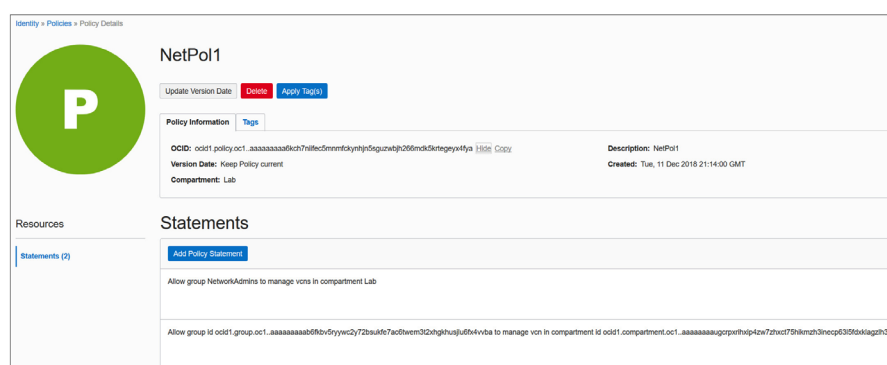 Identity » Policies » Policy Details
P
NetPol1
Update Version Date Delete Apply Tag(s)
Policy Information Tags
OCID: ocid1.policy.oc1..aaaaaaaa6kch7niifec5mnmfckynhjn5sguzwbjh266mdk5krtegeyx4fya Hide Copy
Description: NetPol1
Version Date: Keep Policy current
Created: Tue, 11 Dec 2018 21:14:00 GMT
Compartment: Lab
Resources
Statements
Statements (2)
Add Policy Statement
Allow group NetworkAdmins to manage vcns in compartment Lab
Allow group id ocid1.group.oc1..aaaaaaaab6fkbv5ryywc2y72bsukfe7ac6twem3t2xhgkhusjlu6fx4vvba to manage vcn in compartment id ocid1.compartment.oc1..aaaaaaaaugcrpxrihxip4zw7zhxct75hikmzh3inecp63l5fdxklagzlh3